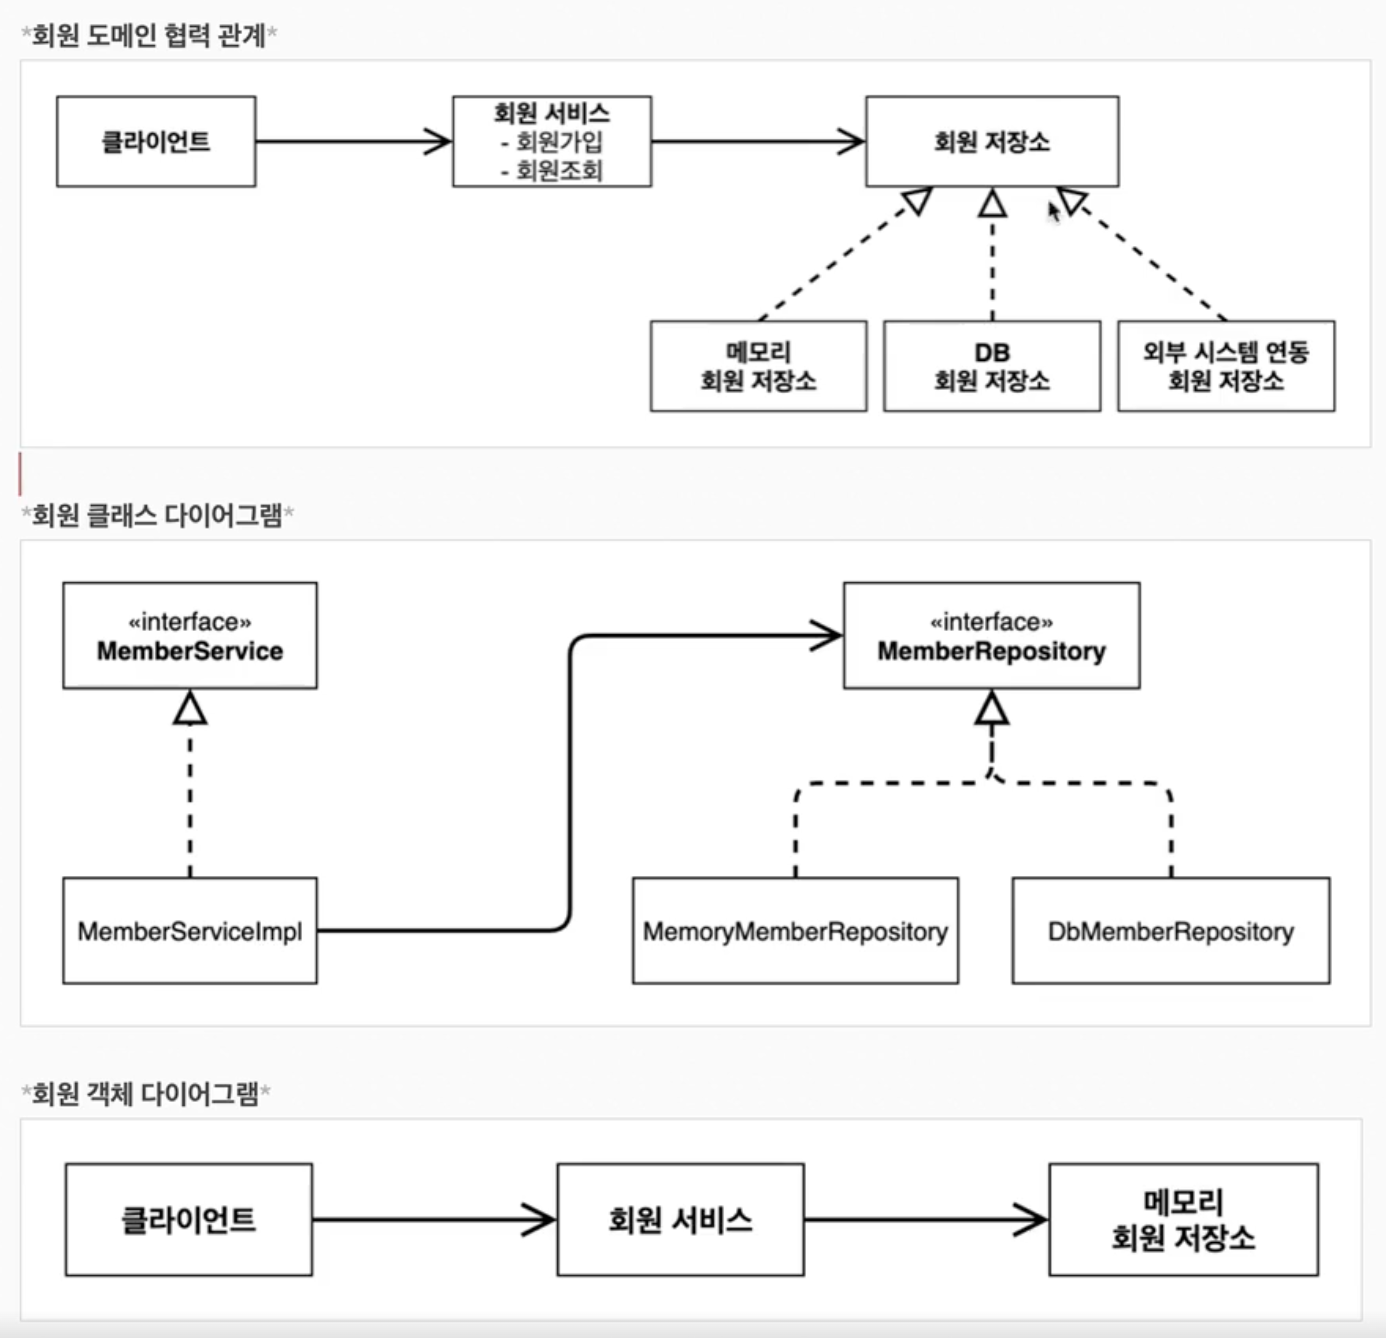 *회원 도메인 협력 관계*
클라이언트
회원 서비스
- 회원가입
- 회원조회
회원 저장소
메모리
회원 저장소
DB
회원 저장소
외부 시스템 연동
회원 저장소
*회원 클래스 다이어그램*
«interface»
MemberService
«interface»
MemberRepository
MemberServiceImpl
MemoryMemberRepository
DbMemberRepository
*회원 객체 다이어그램*
클라이언트
회원 서비스
메모리
회원 저장소